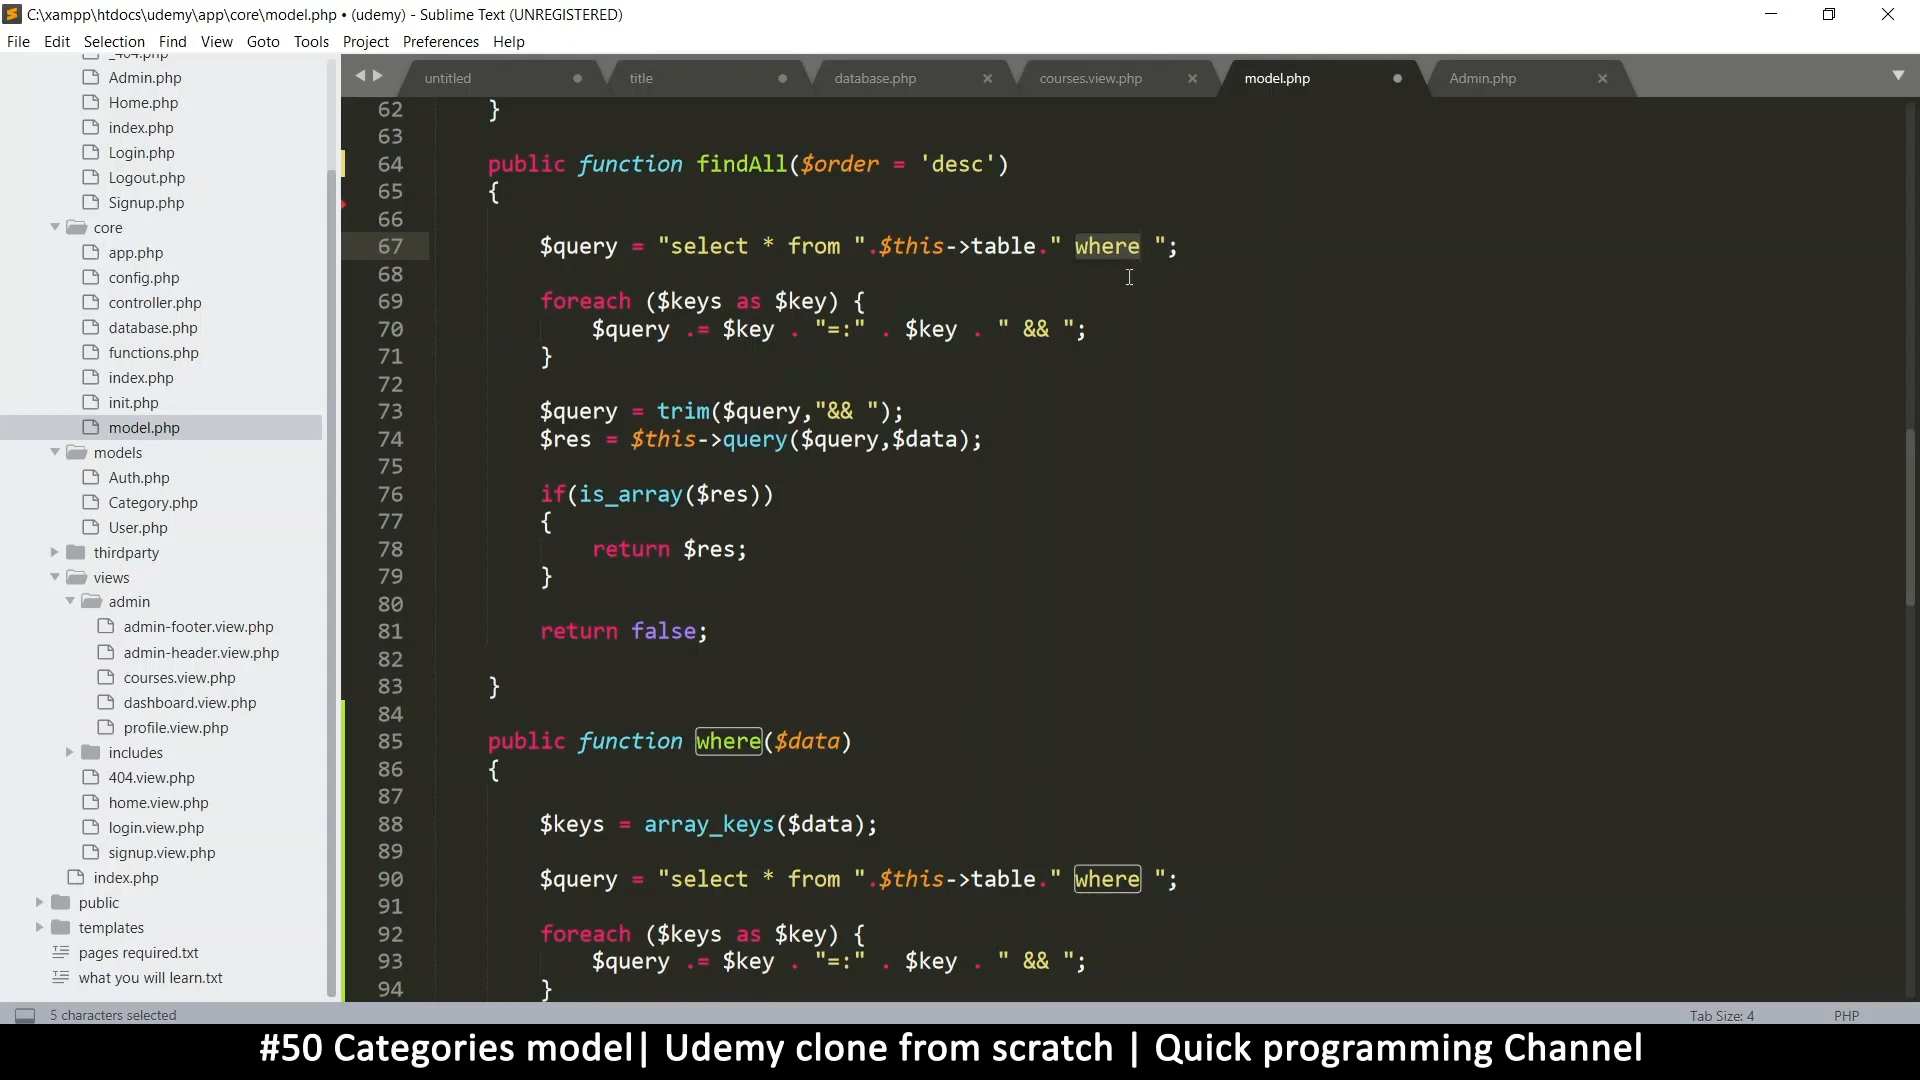 C:\xampp\htdocs\udemy\app\core\model.php • (udemy) - Sublime Text (UNREGISTERED)
File Edit Selection Find View Goto Tools Project Preferences Help
_404.php
Admin.php
Home.php
index.php
Login.php
Logout.php
Signup.php
core
app.php
config.php
controller.php
database.php
functions.php
index.php
init.php
model.php
models
Auth.php
Category.php
User.php
thirdparty
views
admin
admin-footer.view.php
admin-header.view.php
courses.view.php
dashboard.view.php
profile.view.php
includes
404.view.php
home.view.php
login.view.php
signup.view.php
index.php
public
templates
pages required.txt
what you will learn.txt
untitled title database.php courses.view.php model.php Admin.php
62 }
63
64 public function findAll($order = 'desc')
65 {
66
67 $query = "select * from ".$this->table." where ";
68
69 foreach ($keys as $key) {
70 $query .= $key . "=:" . $key . " && ";
71 }
72
73 $query = trim($query,"&& ");
74 $res = $this->query($query,$data);
75
76 if(is_array($res))
77 {
78 return $res;
79 }
80
81 return false;
82
83 }
84
85 public function where($data)
86 {
87
88 $keys = array_keys($data);
89
90 $query = "select * from ".$this->table." where ";
91
92 foreach ($keys as $key) {
93 $query .= $key . "=:" . $key . " && ";
94 }
5 characters selected Tab Size: 4 PHP
#50 Categories model| Udemy clone from scratch | Quick programming Channel